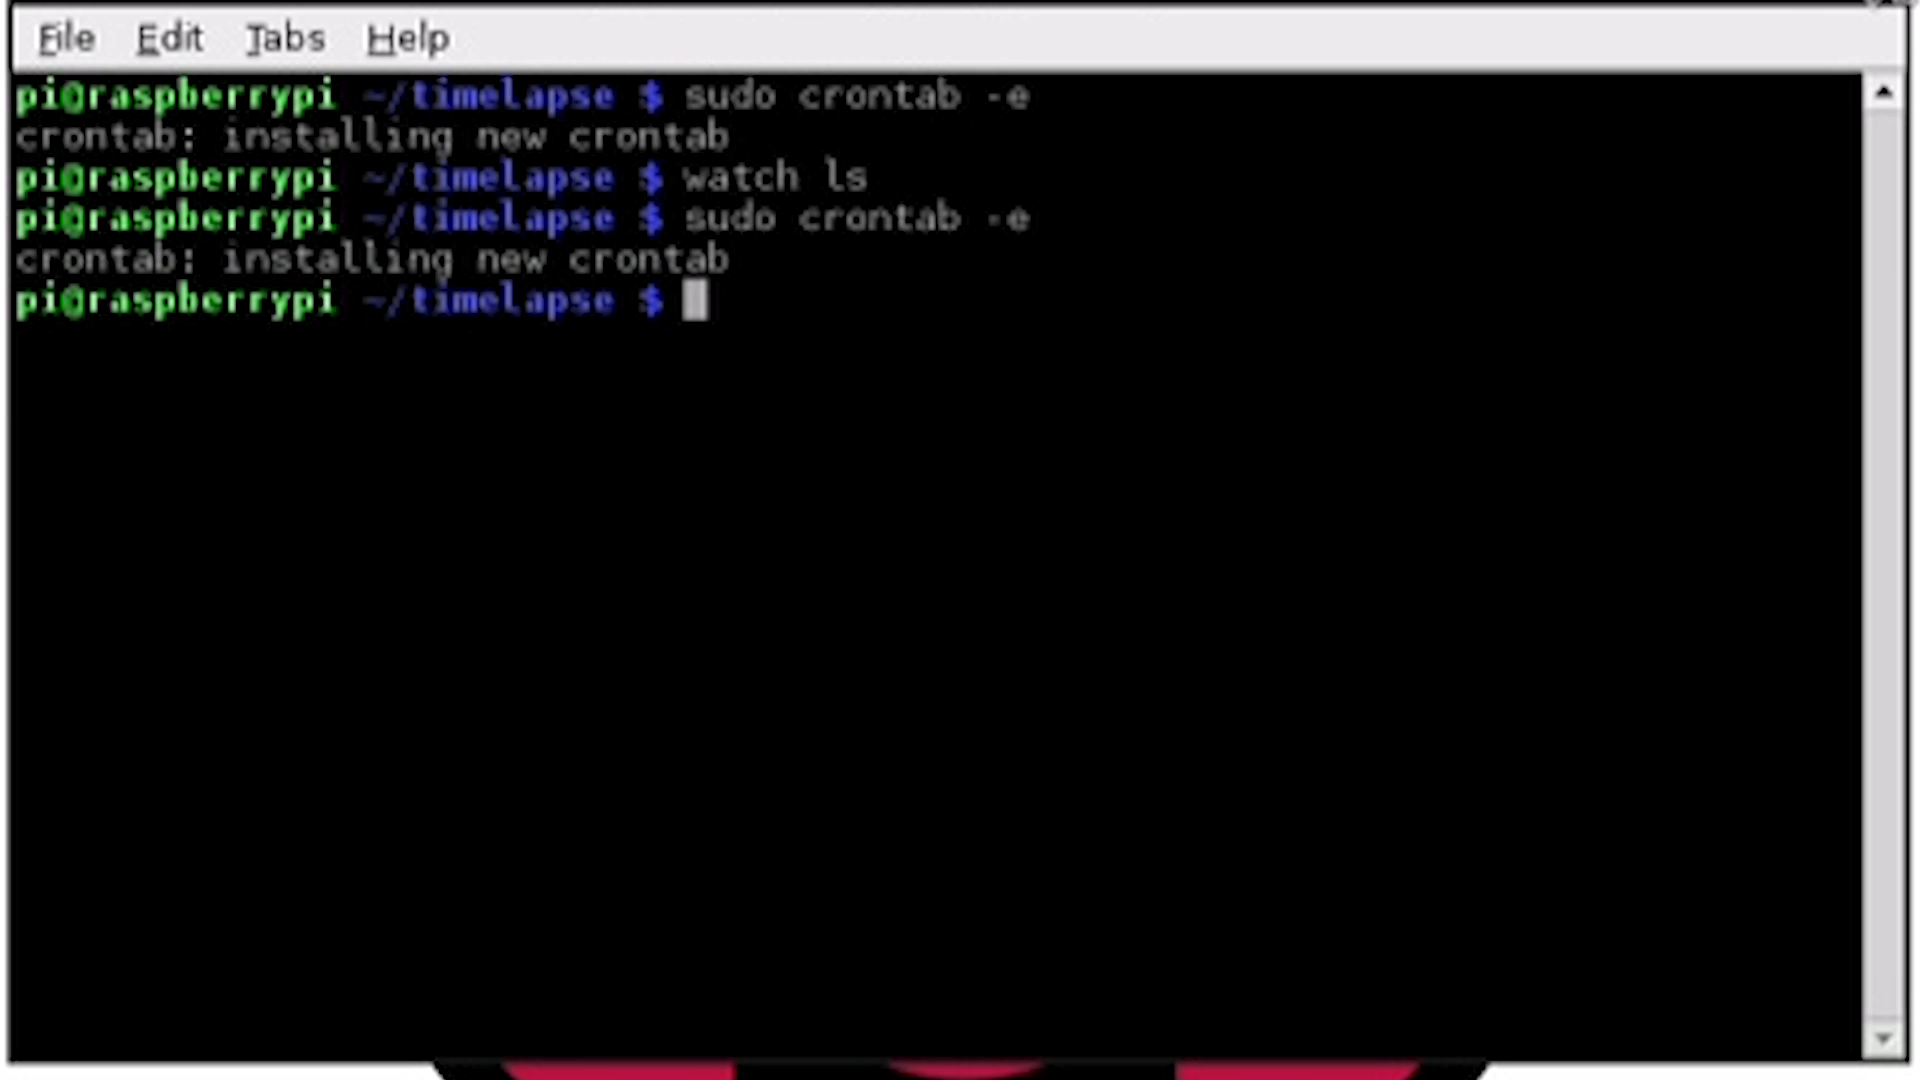 File Edit Tabs Help
pi@raspberrypi ~/timelapse $ sudo crontab -e
crontab: installing new crontab
pi@raspberrypi ~/timelapse $ watch ls
pi@raspberrypi ~/timelapse $ sudo crontab -e
crontab: installing new crontab
pi@raspberrypi ~/timelapse $